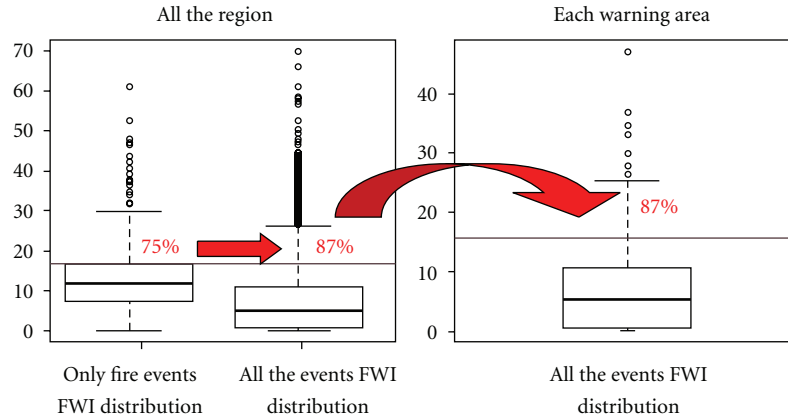 All the region
Each warning area
70
60
50
40
30
20
10
0
75%
87%
Only fire events
FWI distribution
All the events FWI
distribution
40
30
20
10
0
87%
All the events FWI
distribution